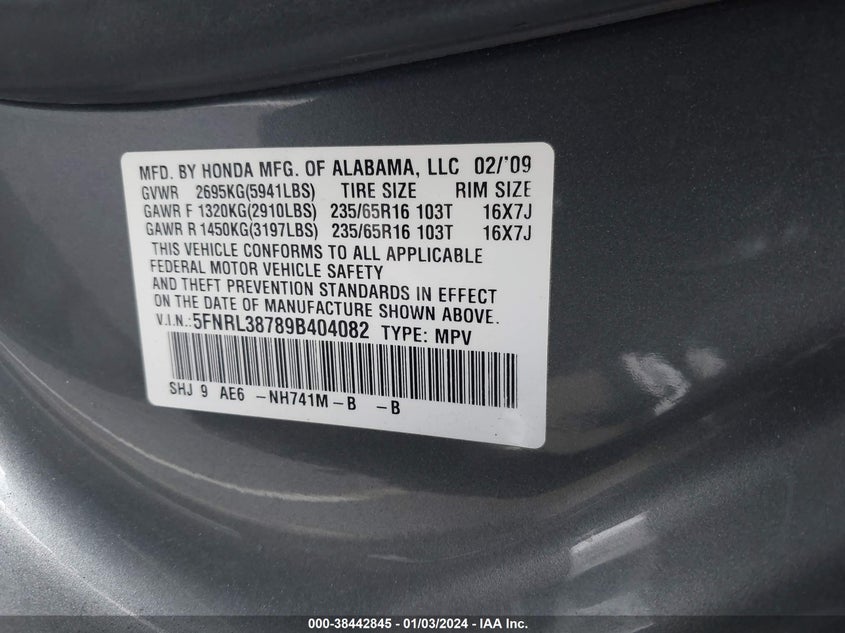 MFD. BY HONDA MFG. OF ALABAMA, LLC 02/'09
GVWR 2695KG(5941LBS) TIRE SIZE RIM SIZE
GAWR F 1320KG(2910LBS) 235/65R16 103T 16X7J
GAWR R 1450KG(3197LBS) 235/65R16 103T 16X7J
THIS VEHICLE CONFORMS TO ALL APPLICABLE
FEDERAL MOTOR VEHICLE SAFETY
AND THEFT PREVENTION STANDARDS IN EFFECT
ON THE DATE OF MANUFACTURE SHOWN ABOVE.
V.I.N.:5FNRL38789B404082 TYPE: MPV
SHJ 9 AE6 -NH741M-B -B
000-38442845 - 01/03/2024 - IAA Inc.